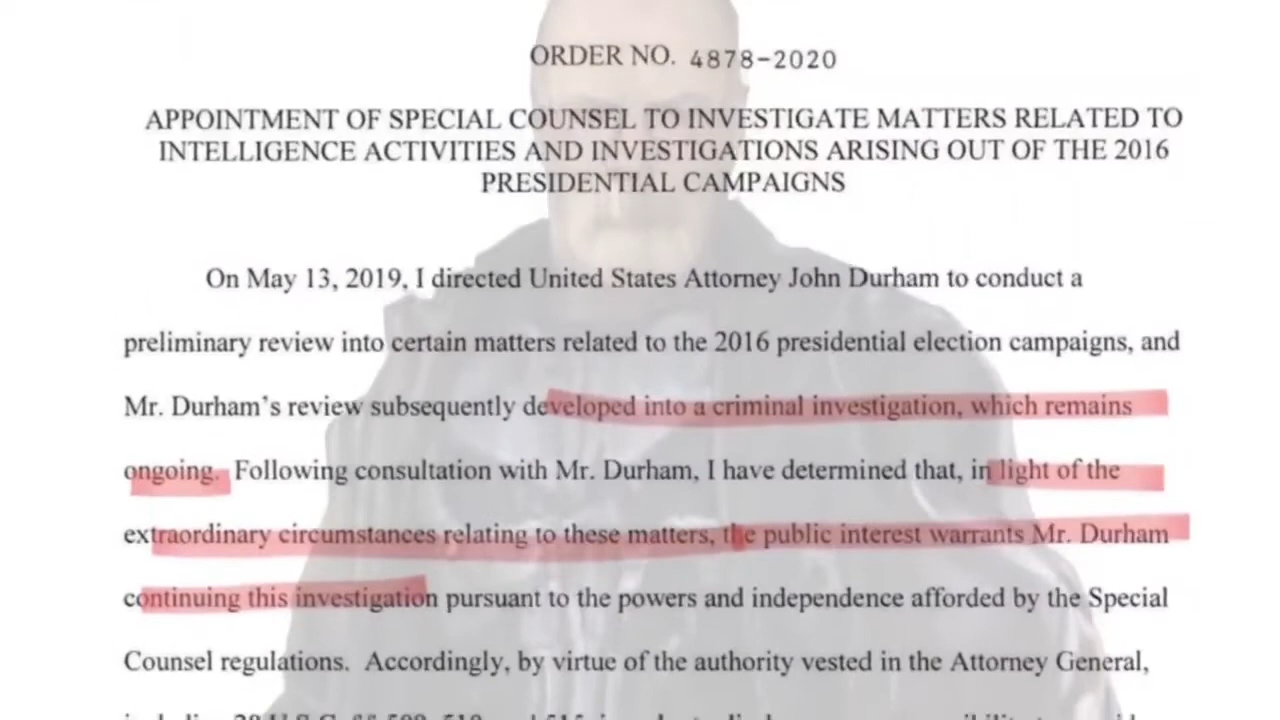 ORDER NO. 4878-2020
APPOINTMENT OF SPECIAL COUNSEL TO INVESTIGATE MATTERS RELATED TO
INTELLIGENCE ACTIVITIES AND INVESTIGATIONS ARISING OUT OF THE 2016
PRESIDENTIAL CAMPAIGNS
On May 13, 2019, I directed United States Attorney John Durham to conduct a
preliminary review into certain matters related to the 2016 presidential election campaigns, and
Mr. Durham's review subsequently developed into a criminal investigation, which remains
ongoing. Following consultation with Mr. Durham, I have determined that, in light of the
extraordinary circumstances relating to these matters, the public interest warrants Mr. Durham
continuing this investigation pursuant to the powers and independence afforded by the Special
Counsel regulations. Accordingly, by virtue of the authority vested in the Attorney General,